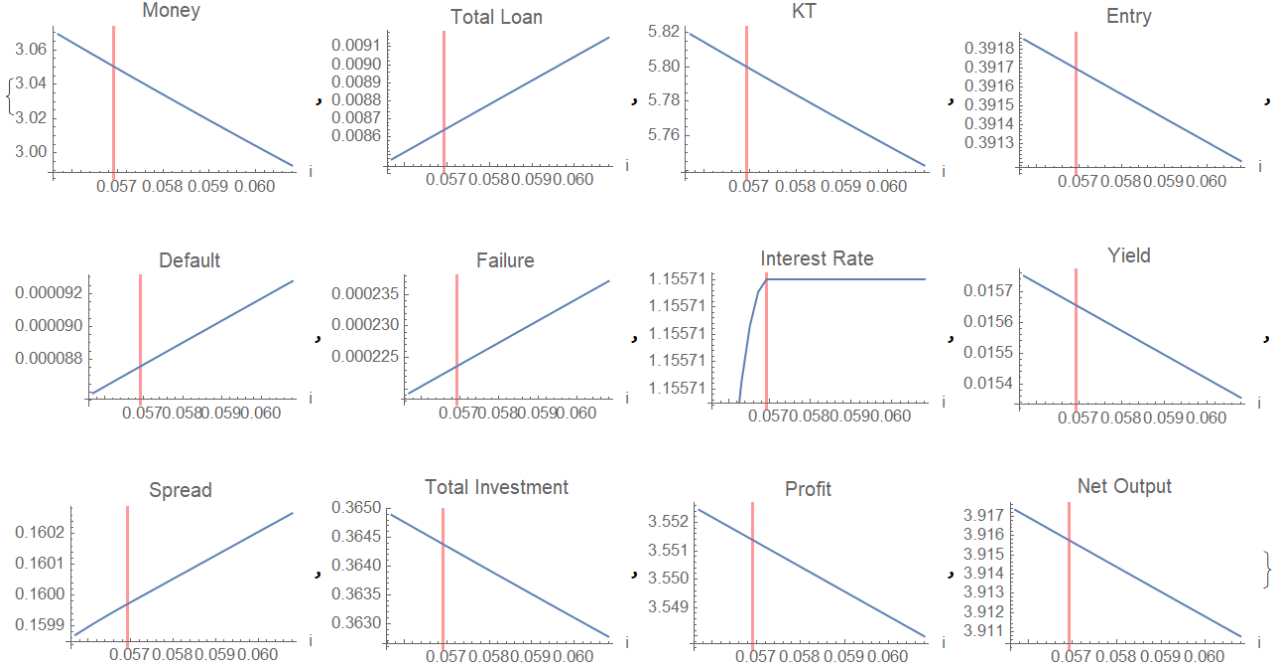 Money
3.06
3.04
3.02
3.00
0.057 0.058 0.059 0.060
i
{
,
Total Loan
0.0091
0.0090
0.0089
0.0088
0.0087
0.0086
0.057 0.058 0.059 0.060
i
,
KT
5.82
5.80
5.78
5.76
0.057 0.058 0.059 0.060
i
,
Entry
0.3918
0.3917
0.3916
0.3915
0.3914
0.3913
0.057 0.058 0.059 0.060
i
,
Default
0.000092
0.000090
0.000088
0.057 0.058 0.059 0.060
i
,
Failure
0.000235
0.000230
0.000225
0.057 0.058 0.059 0.060
i
,
Interest Rate
1.15571
1.15571
1.15571
1.15571
1.15571
0.057 0.058 0.059 0.060
i
,
Yield
0.0157
0.0156
0.0155
0.0154
0.057 0.058 0.059 0.060
i
,
Spread
0.1602
0.1601
0.1600
0.1599
0.057 0.058 0.059 0.060
i
,
Total Investment
0.3650
0.3645
0.3640
0.3635
0.3630
0.057 0.058 0.059 0.060
i
,
Profit
3.552
3.551
3.550
3.549
0.057 0.058 0.059 0.060
i
,
Net Output
3.917
3.916
3.915
3.914
3.913
3.912
3.911
0.057 0.058 0.059 0.060
i
}